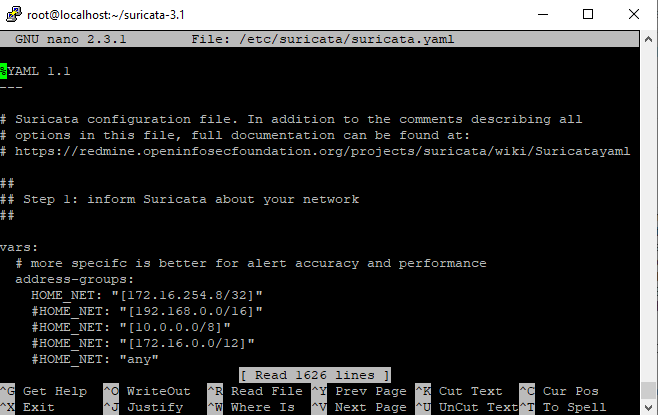 root@localhost:~/suricata-3.1
GNU nano 2.3.1 File: /etc/suricata/suricata.yaml
%YAML 1.1
---
# Suricata configuration file. In addition to the comments describing all
# options in this file, full documentation can be found at:
# https://redmine.openinfosecfoundation.org/projects/suricata/wiki/Suricatayaml
##
## Step 1: inform Suricata about your network
##
vars:
# more specifc is better for alert accuracy and performance
address-groups:
HOME_NET: "[172.16.254.8/32]"
#HOME_NET: "[192.168.0.0/16]"
#HOME_NET: "[10.0.0.0/8]"
#HOME_NET: "[172.16.0.0/12]"
#HOME_NET: "any"
[ Read 1626 lines ]
^G Get Help ^O WriteOut ^R Read File ^Y Prev Page ^K Cut Text ^C Cur Pos
^X Exit ^J Justify ^W Where Is ^V Next Page ^U UnCut Text ^T To Spell